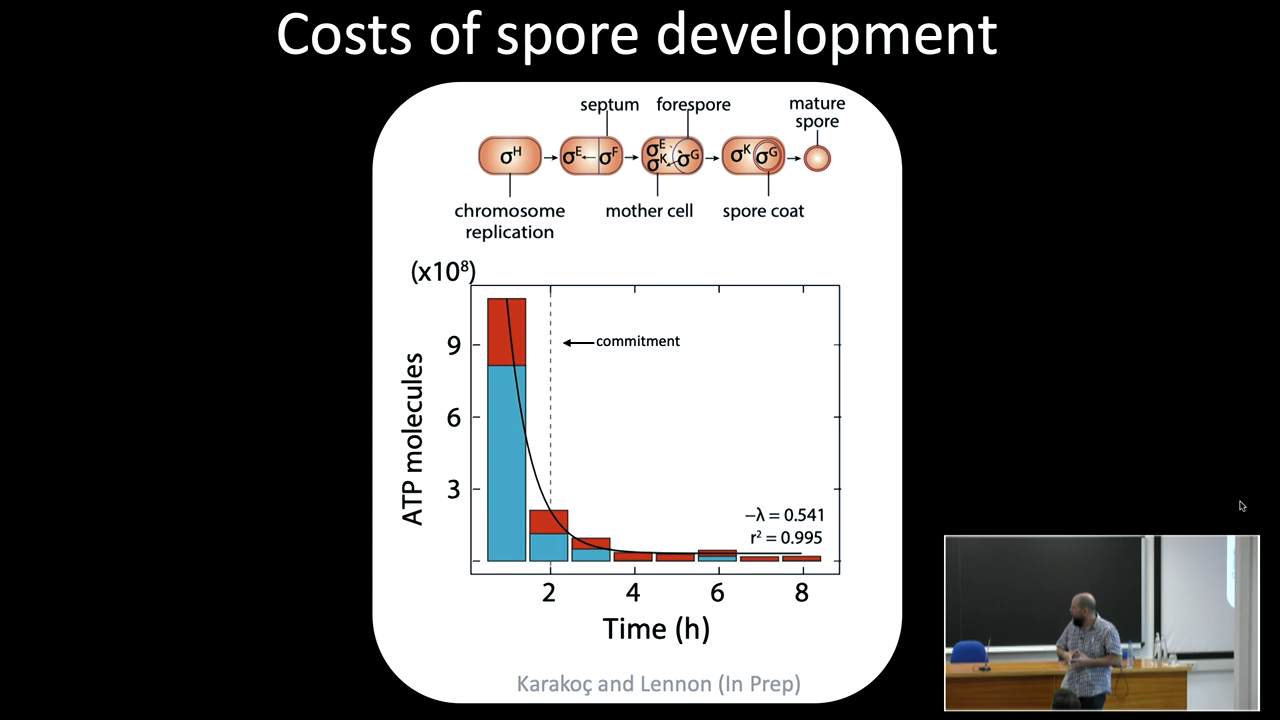 Costs of spore development
septum
forespore
mature
spore
σH
σE
σF
σE
σK
σG
σK
σG
chromosome
replication
mother cell
spore coat
(x10⁸)
commitment
9
6
3
ATP molecules
−λ = 0.541
r² = 0.995
2
4
6
8
Time (h)
Karakoç and Lennon (In Prep)